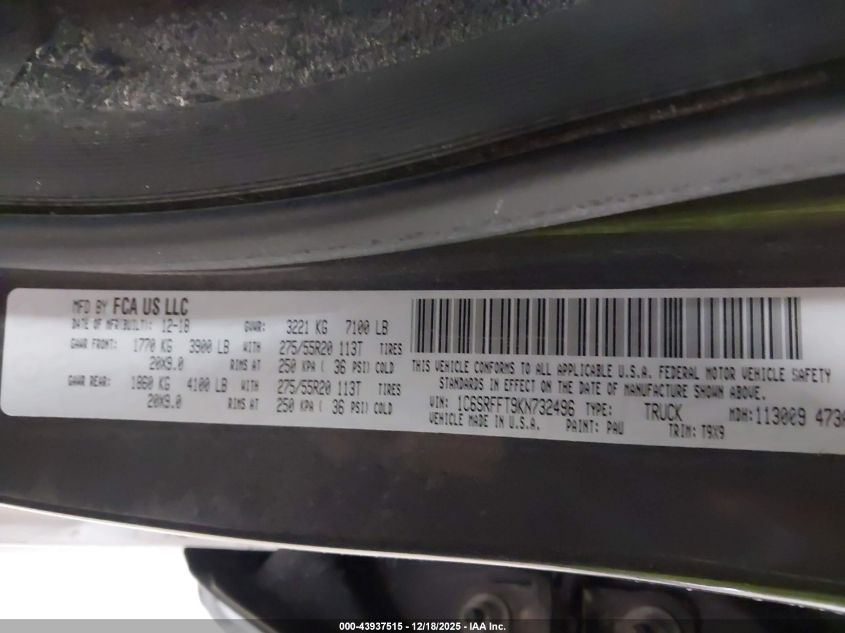 MFD BY FCA US LLC
DATE OF MFR(BUILT): 12-18 GVWR: 3221 KG 7100 LB
GAWR FRONT: 1770 KG 3900 LB WITH 275/55R20 113T TIRES
20X9.0 RIMS AT 250 KPA ( 36 PSI) COLD
GAWR REAR: 1860 KG 4100 LB WITH 275/55R20 113T TIRES
20X9.0 RIMS AT 250 KPA ( 36 PSI) COLD
THIS VEHICLE CONFORMS TO ALL APPLICABLE U.S.A. FEDERAL MOTOR VEHICLE SAFETY
STANDARDS IN EFFECT ON THE DATE OF MANUFACTURE SHOWN ABOVE.
VIN: 1C6SRFFT9KN732496 TYPE: TRUCK MDH:113009 473
VEHICLE MADE IN U.S.A. PAINT: PAU TRIM: T9X9
000-43937515 - 12/18/2025 - IAA Inc.